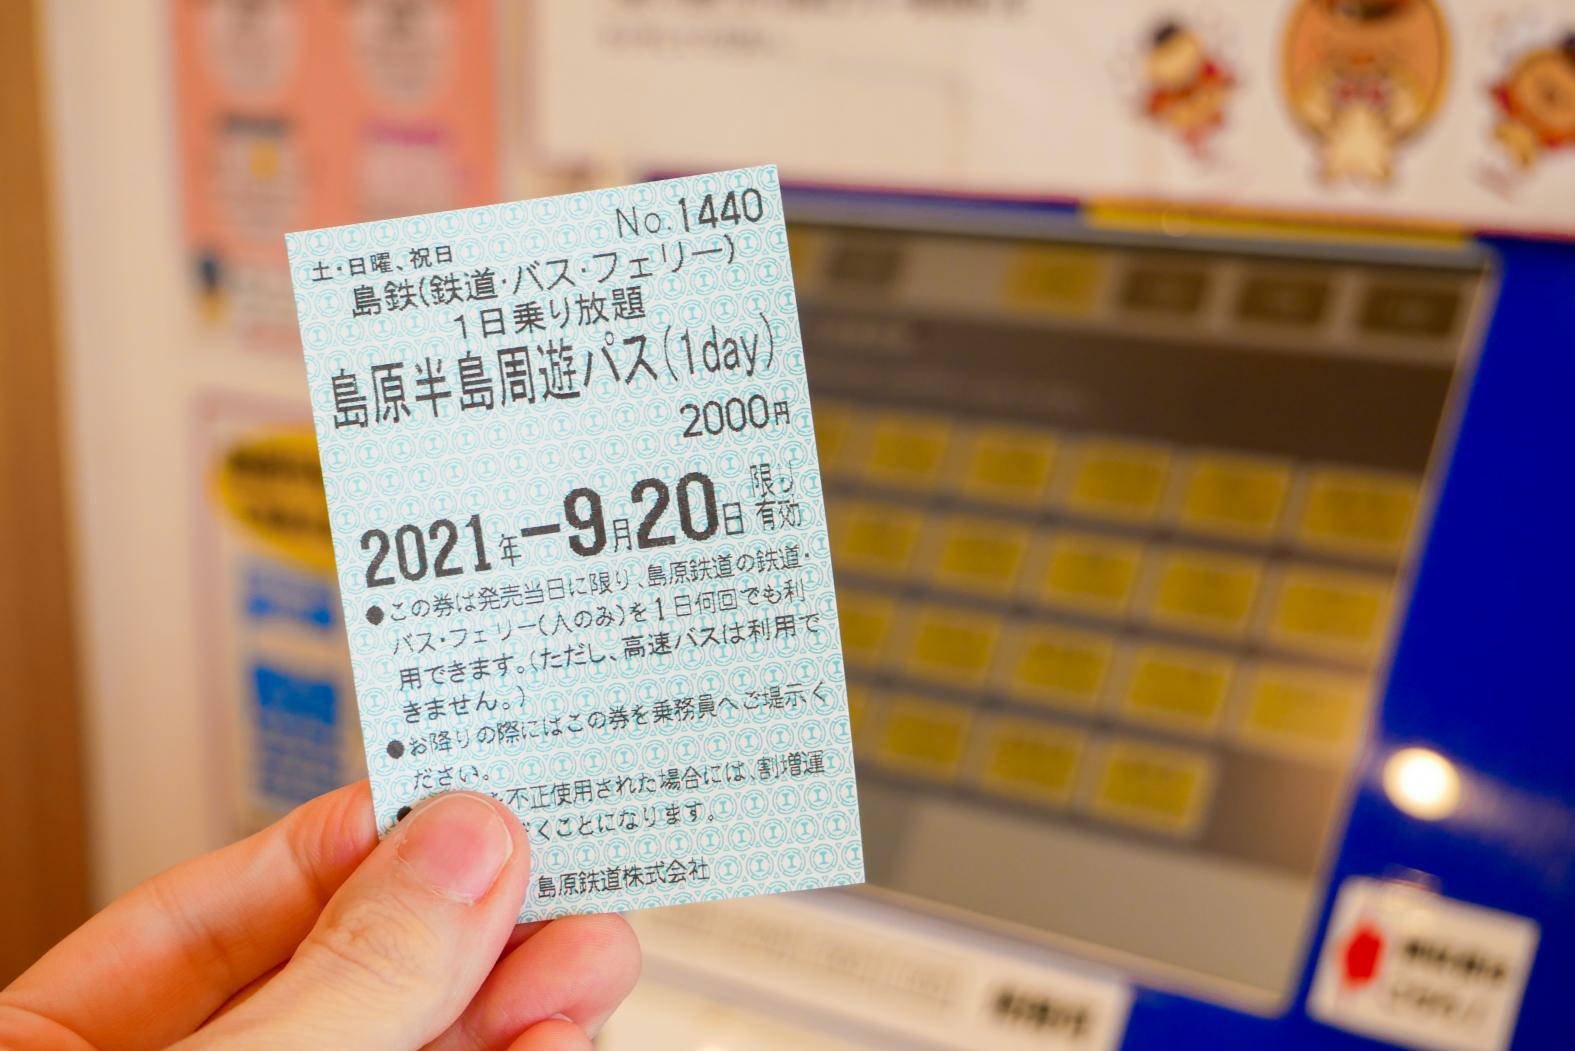 No.1440
土・日曜、祝日
島鉄(鉄道・バス・フェリー)
1日乗り放題
島原半島周遊パス(1day)
2000円
2021年-9月20日 限り有効
●この券は発売当日に限り、島原鉄道の鉄道・
バス・フェリー(人のみ)を1日何回でも利
用できます。(ただし、高速バスは利用で
きません。)
●お降りの際にはこの券を乗務員へご堤示く
ださい。
● 不正使用された場合には、割増運
くことになります。
島原鉄道株式会社